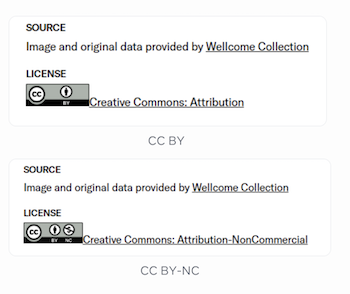 SOURCE
Image and original data provided by Wellcome Collection
LICENSE
cc BY Creative Commons: Attribution
CC BY
SOURCE
Image and original data provided by Wellcome Collection
LICENSE
cc BY NC Creative Commons: Attribution-NonCommercial
CC BY-NC